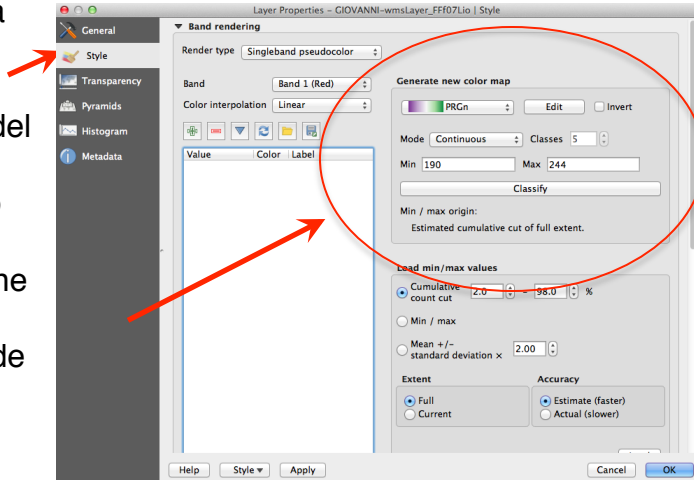 a
del
ne
de
Layer Properties – GIOVANNI-wmsLayer_FFF07Lio | Style
General
Style
Transparency
Pyramids
Histogram
Metadata
Band rendering
Render type Singleband pseudocolor
Band Band 1 (Red)
Color interpolation Linear
Value Color Label
Generate new color map
PRGn Edit Invert
Mode Continuous Classes 5
Min 190 Max 244
Classify
Min / max origin:
Estimated cumulative cut of full extent.
Load min/max values
Cumulative count cut 2.0 – 98.0 %
Min / max
Mean +/-
standard deviation × 2.00
Extent
Full
Current
Accuracy
Estimate (faster)
Actual (slower)
Help Style Apply Cancel OK